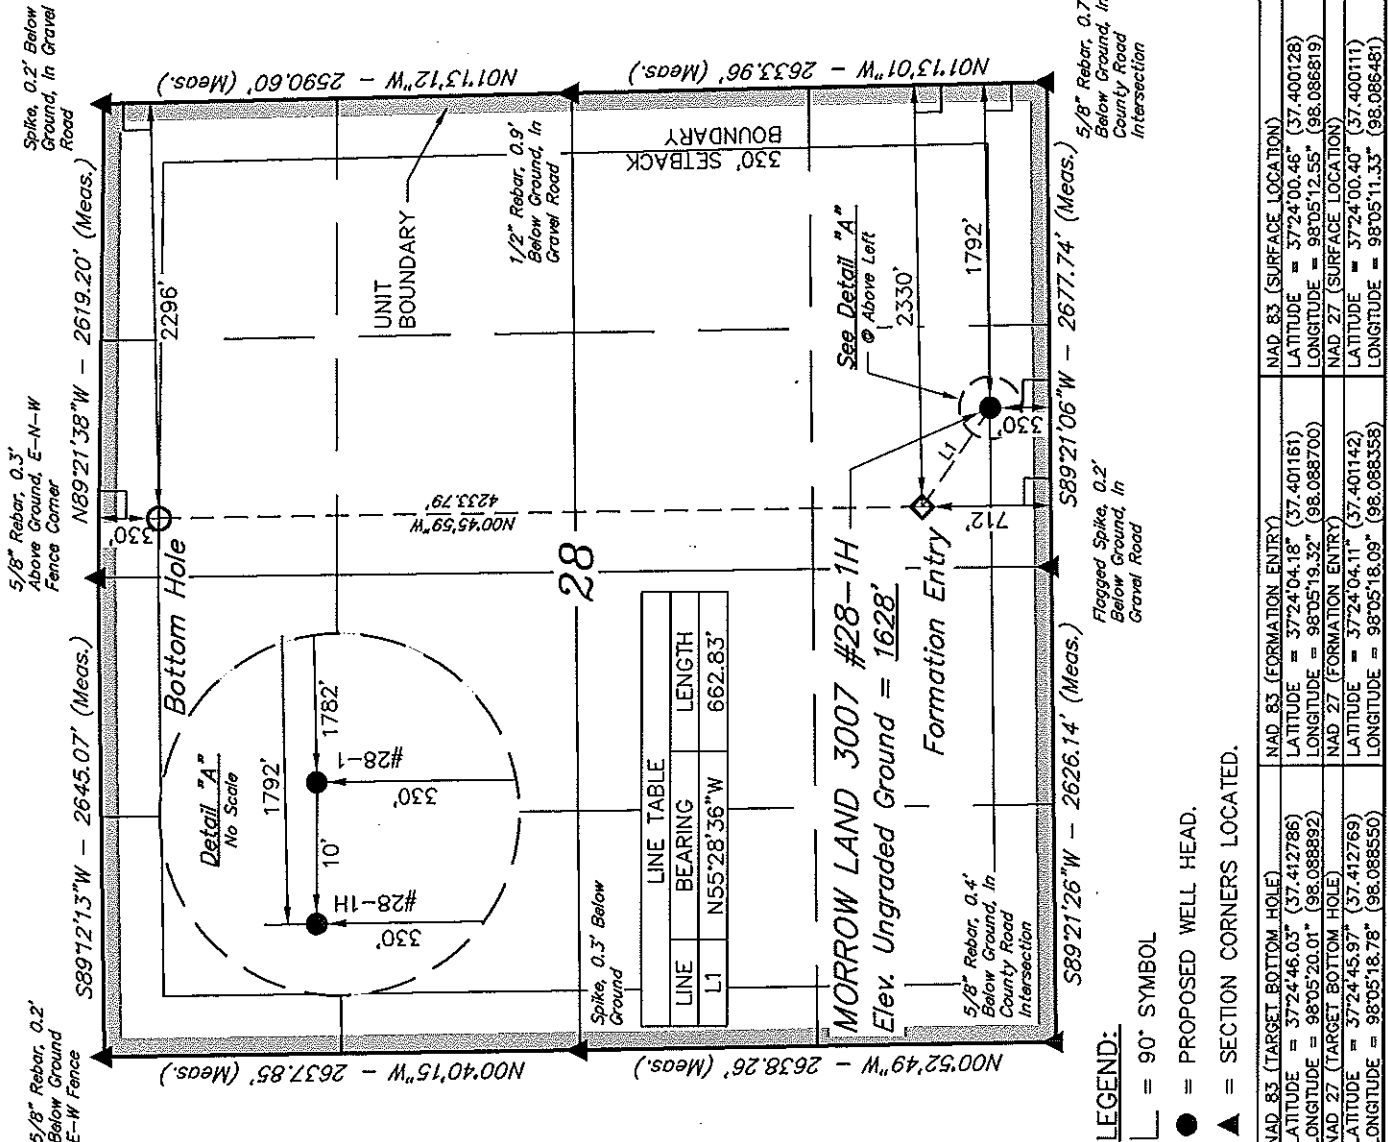 5/8" Rebar, 0.2'
Below Ground
E-W Fence
S89°12'13"W - 2645.07' (Meas.)
5/8" Rebar, 0.3'
Above Ground, E-N-W
Fence Corner
N89°21'38"W - 2619.20' (Meas.)
Spike, 0.2' Below
Ground, In Gravel
Road
N00°40'15"W - 2637.85' (Meas.)
N01°13'12"W - 2590.60' (Meas.)
330'
Bottom Hole
2296'
Detail "A"
No Scale
1792'
1782'
10'
#28-1H
#28-1
330'
330'
UNIT
BOUNDARY
N00°45'59"W
4233.79'
1/2" Rebar, 0.9'
Below Ground, In
Gravel Road
28
Spike, 0.3' Below
Ground
330' SETBACK
BOUNDARY
LINE TABLE
LINE BEARING LENGTH
L1 N55°28'36"W 662.83'
N00°52'49"W - 2638.26' (Meas.)
N01°13'01"W - 2633.96' (Meas.)
MORROW LAND 3007 #28-1H
Elev. Ungraded Ground = 1628'
See Detail "A"
@ Above Left
2330'
Formation Entry
L1
712'
330'
1792'
5/8" Rebar, 0.4'
Below Ground, In
County Road
Intersection
S89°21'26"W - 2626.14' (Meas.)
Flagged Spike, 0.2'
Below Ground, In
Gravel Road
S89°21'06"W - 2677.74' (Meas.)
5/8" Rebar, 0.7
Below Ground, In
County Road
Intersection
LEGEND:
= 90° SYMBOL
= PROPOSED WELL HEAD.
= SECTION CORNERS LOCATED.
NAD 83 (TARGET BOTTOM HOLE)
LATITUDE = 37°24'46.03" (37.412786)
LONGITUDE = 98°05'20.01" (98.088892)
NAD 27 (TARGET BOTTOM HOLE)
LATITUDE = 37°24'45.97" (37.412769)
LONGITUDE = 98°05'18.78" (98.088550)
NAD 83 (FORMATION ENTRY)
LATITUDE = 37°24'04.18" (37.401161)
LONGITUDE = 98°05'19.32" (98.088700)
NAD 27 (FORMATION ENTRY)
LATITUDE = 37°24'04.11" (37.401142)
LONGITUDE = 98°05'18.09" (98.088358)
NAD 83 (SURFACE LOCATION)
LATITUDE = 37°24'00.46" (37.400128)
LONGITUDE = 98°05'12.55" (98.086819)
NAD 27 (SURFACE LOCATION)
LATITUDE = 37°24'00.40" (37.400111)
LONGITUDE = 98°05'11.33" (98.086481)